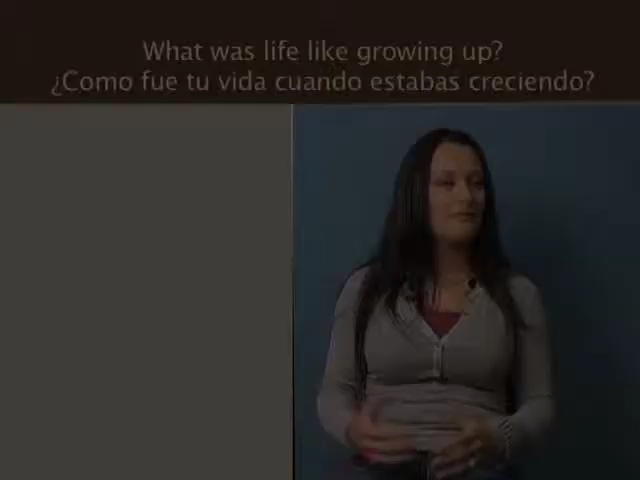 What was life like growing up?
¿Como fue tu vida cuando estabas creciendo?